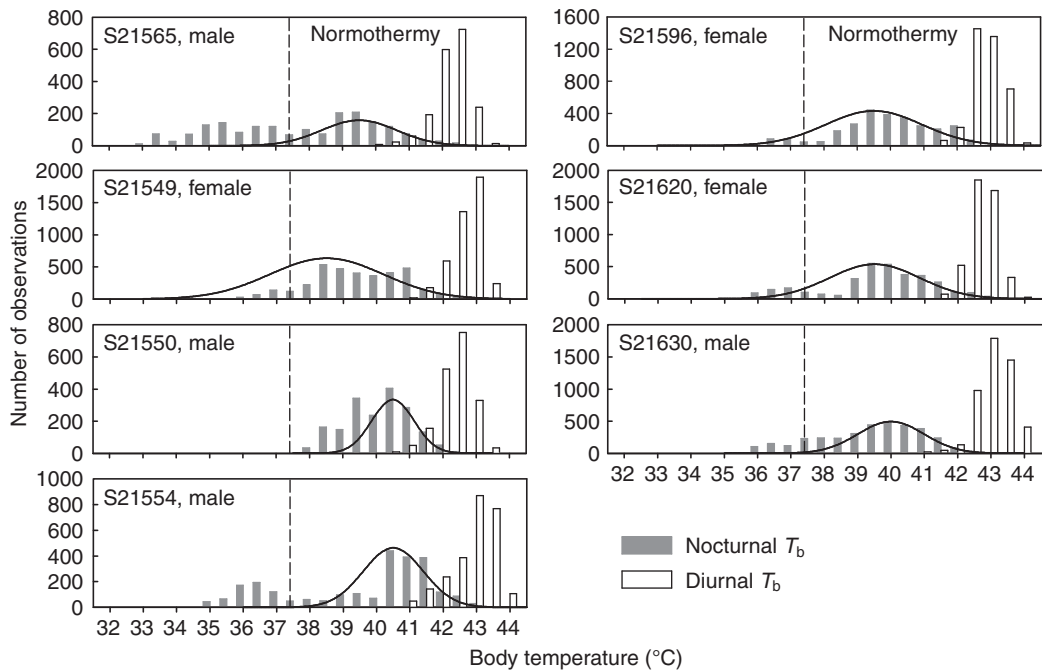 Number of observations
800
600
400
200
0
S21565, male
Normothermy
2000
1500
1000
500
0
S21549, female
800
600
400
200
0
S21550, male
1000
800
600
400
200
0
S21554, male
32 33 34 35 36 37 38 39 40 41 42 43 44
1600
1200
800
400
0
S21596, female
Normothermy
2000
1500
1000
500
0
S21620, female
2000
1500
1000
500
0
S21630, male
32 33 34 35 36 37 38 39 40 41 42 43 44
Nocturnal Tb
Diurnal Tb
Body temperature (°C)